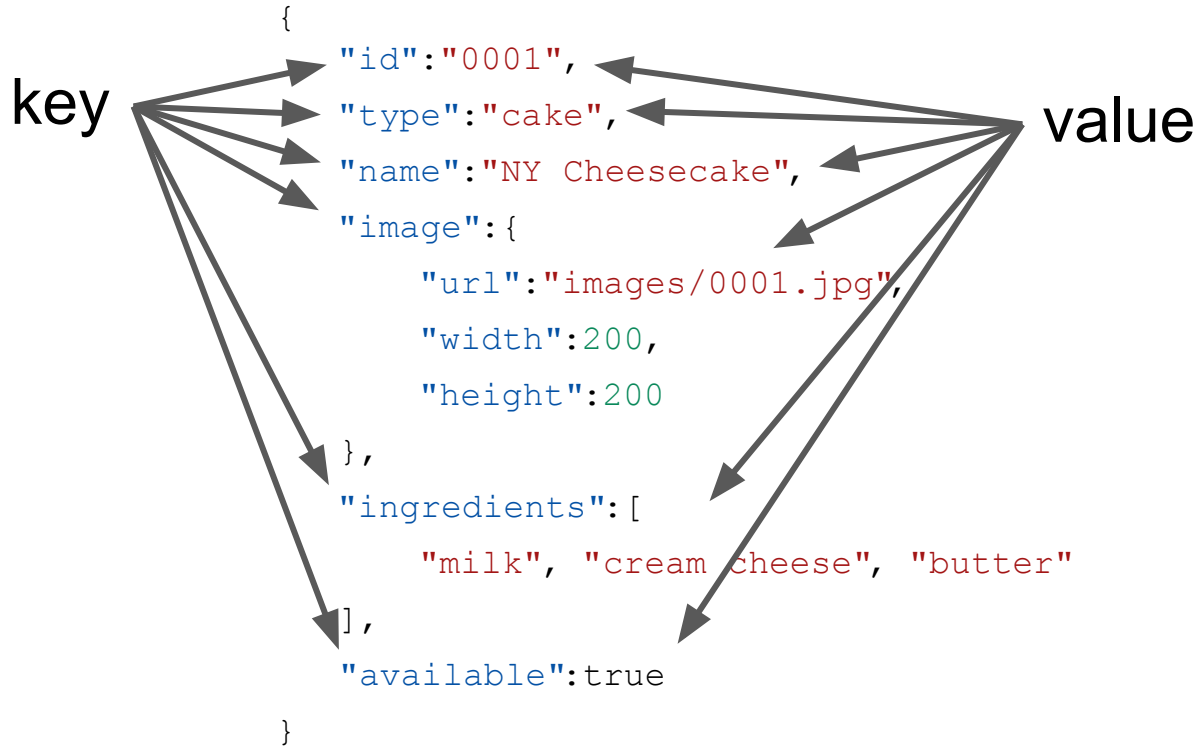 {
"id":"0001",
key
"type":"cake",
value
"name":"NY Cheesecake",
"image":{
"url":"images/0001.jpg",
"width":200,
"height":200
},
"ingredients":[
"milk", "cream cheese", "butter"
],
"available":true
}